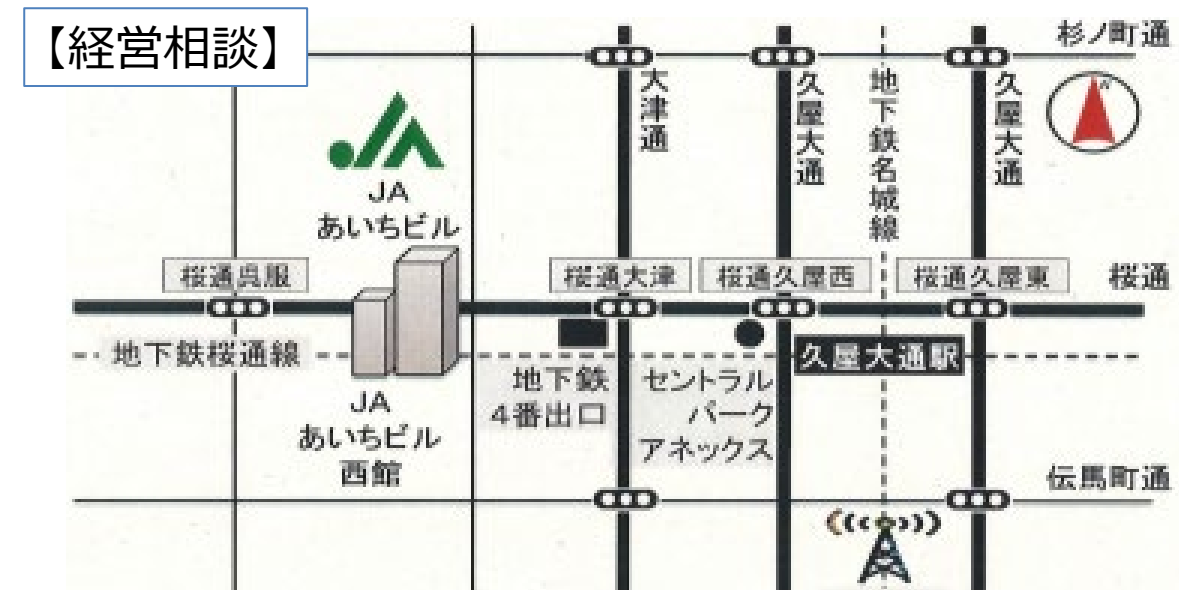 【経営相談】
杉ノ町通
大津通
久屋大通
地下鉄名城線
久屋大通
JA
あいちビル
桜通呉服
桜通大津
桜通久屋西
桜通久屋東
桜通
地下鉄桜通線
久屋大通駅
地下鉄
4番出口
セントラル
パーク
アネックス
JA
あいちビル
西館
伝馬町通